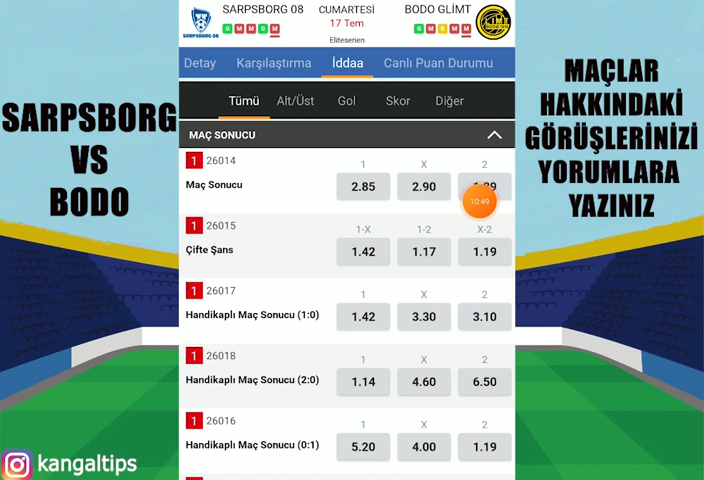 SARPSBORG 08
CUMARTESİ
BODO GLİMT
G M M G M
17 Tem
G M B M M
Eliteserien
SARPSBORG 08
Detay Karşılaştırma İddaa Canlı Puan Durumu
Tümü Alt/Üst Gol Skor Diğer
MAÇ SONUCU
1 26014 1 X 2
Maç Sonucu 2.85 2.90
10:49
1 26015 1-X 1-2 X-2
Çifte Şans 1.42 1.17 1.19
1 26017 1 X 2
Handikaplı Maç Sonucu (1:0) 1.42 3.30 3.10
1 26018 1 X 2
Handikaplı Maç Sonucu (2:0) 1.14 4.60 6.50
1 26016 1 X 2
Handikaplı Maç Sonucu (0:1) 5.20 4.00 1.19
SARPSBORG
VS
BODO
MAÇLAR
HAKKINDAKİ
GÖRÜŞLERİNİZİ
YORUMLARA
YAZINIZ
kangaltips